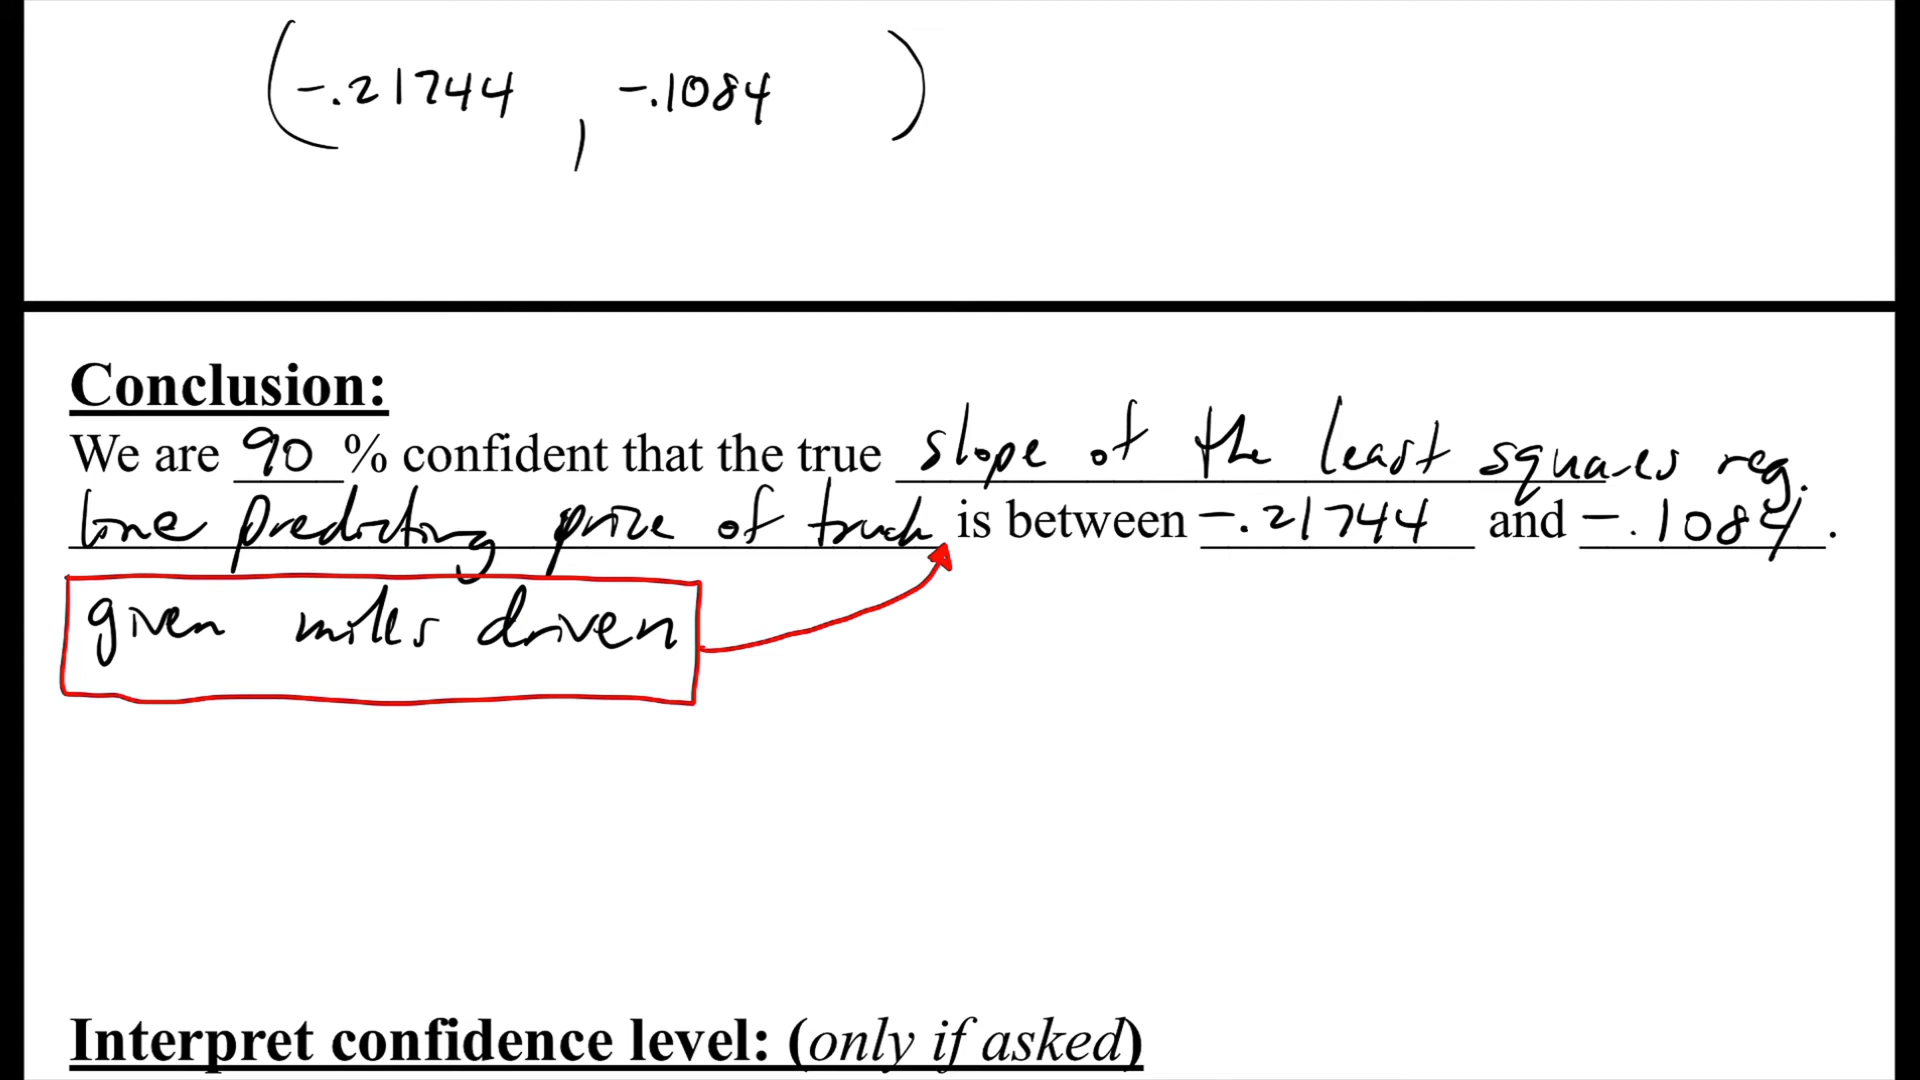 (-.21744 , -.1084)
Conclusion:
We are 90 % confident that the true slope of the least squares reg.
line predicting price of truck is between -.21744 and -.1084.
given miles driven
Interpret confidence level: (only if asked)